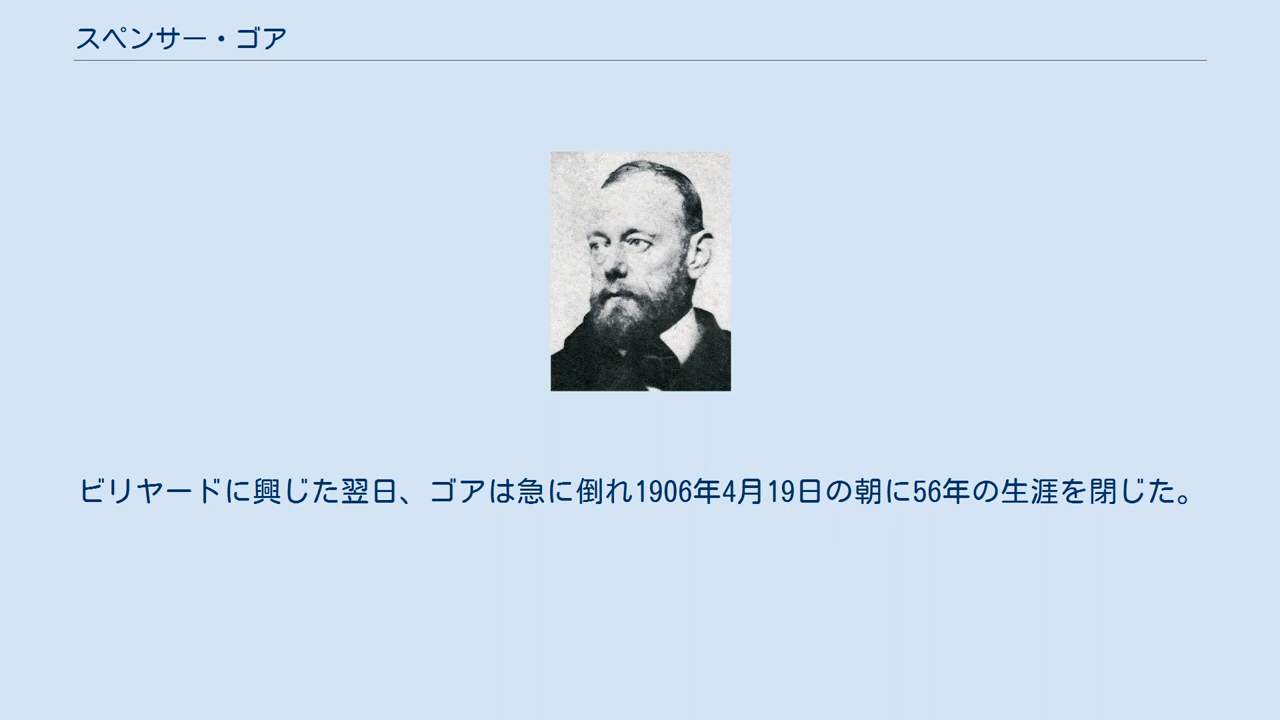 スペンサー・ゴア
ビリヤードに興じた翌日、ゴアは急に倒れ1906年4月19日の朝に56年の生涯を閉じた。